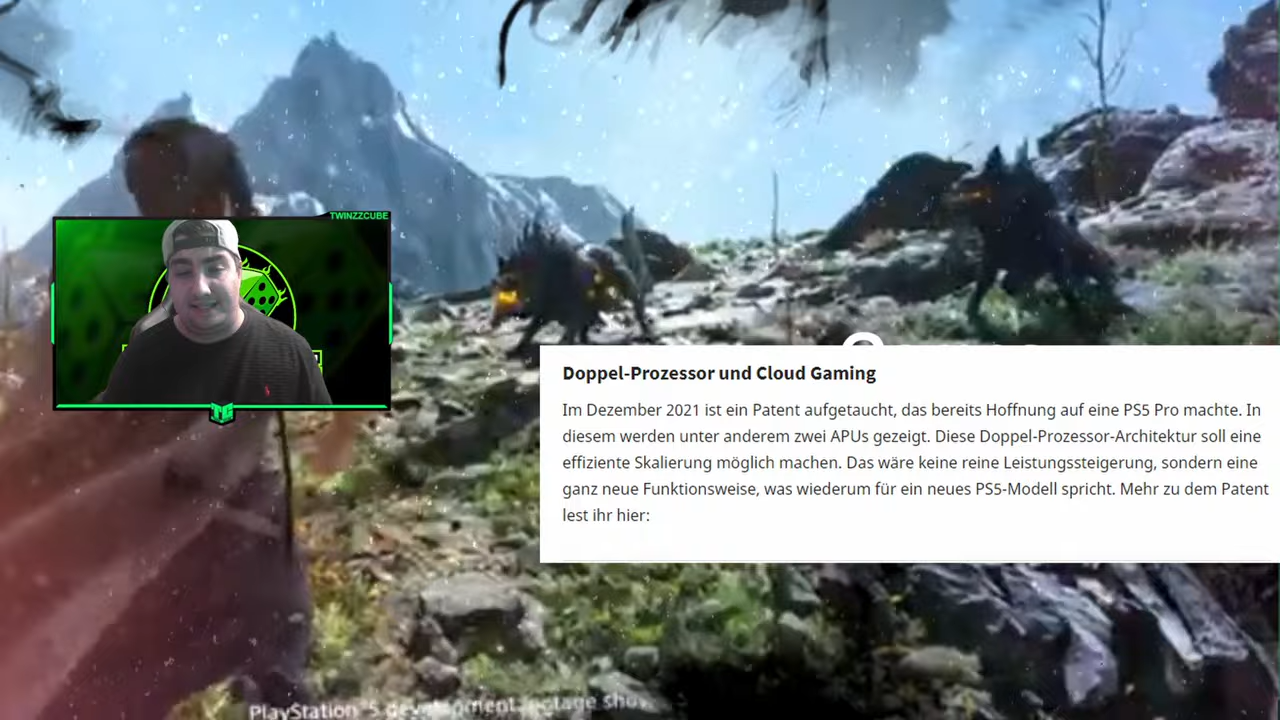 TWINZZCUBE
TC
Doppel-Prozessor und Cloud Gaming
Im Dezember 2021 ist ein Patent aufgetaucht, das bereits Hoffnung auf eine PS5 Pro machte. In
diesem werden unter anderem zwei APUs gezeigt. Diese Doppel-Prozessor-Architektur soll eine
effiziente Skalierung möglich machen. Das wäre keine reine Leistungssteigerung, sondern eine
ganz neue Funktionsweise, was wiederum für ein neues PS5-Modell spricht. Mehr zu dem Patent
lest ihr hier:
PlayStation 5 development footage